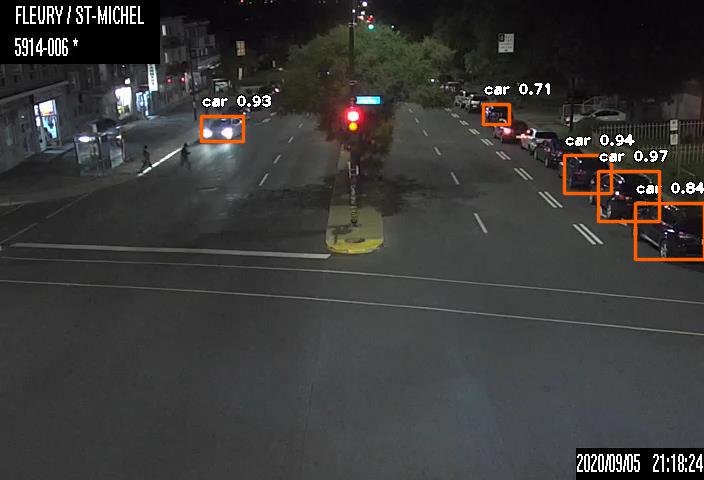 FLEURY / ST-MICHEL
5914-006 *
car 0.93
car 0.71
car 0.94
car 0.97
car 0.84
2020/09/05 21:18:24